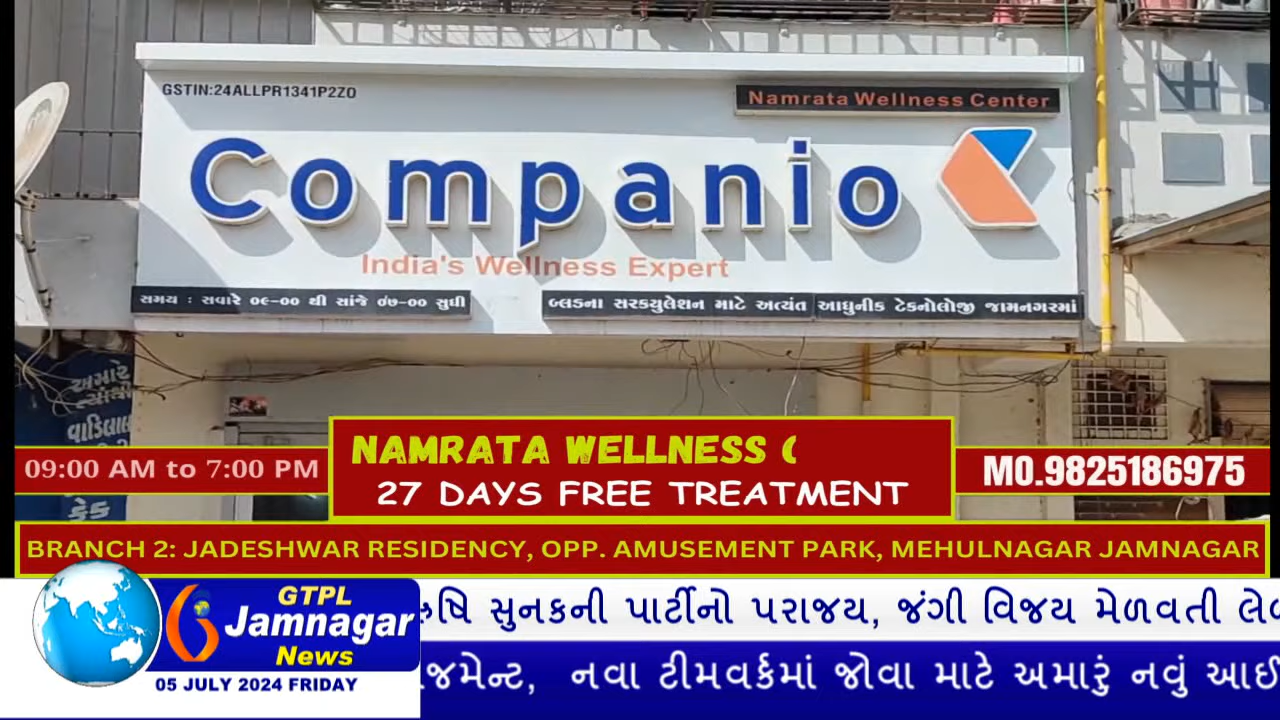 GSTIN:24ALLPR1341P2ZO
Namrata Wellness Center
Companio
India's Wellness Expert
સમય : સવારે ૦૯-૦૦ થી સાંજે ૦૭-૦૦ સુધી
બ્લડના સરક્યુલેશન માટે અત્યંત આધુનીક ટેકનોલોજી જામનગરમાં
અમારે
ત્યાથી
વાડિલાલ
કેક
NAMRATA WELLNESS (
09:00 AM to 7:00 PM
27 DAYS FREE TREATMENT
MO.9825186975
BRANCH 2: JADESHWAR RESIDENCY, OPP. AMUSEMENT PARK, MEHULNAGAR JAMNAGAR
GTPL
Jamnagar
News
05 JULY 2024 FRIDAY
સુનકની પાર્ટીનો પરાજય, જંગી વિજય મેળવતી
નવા ટીમવર્કમાં જોવા માટે અમારું નવું